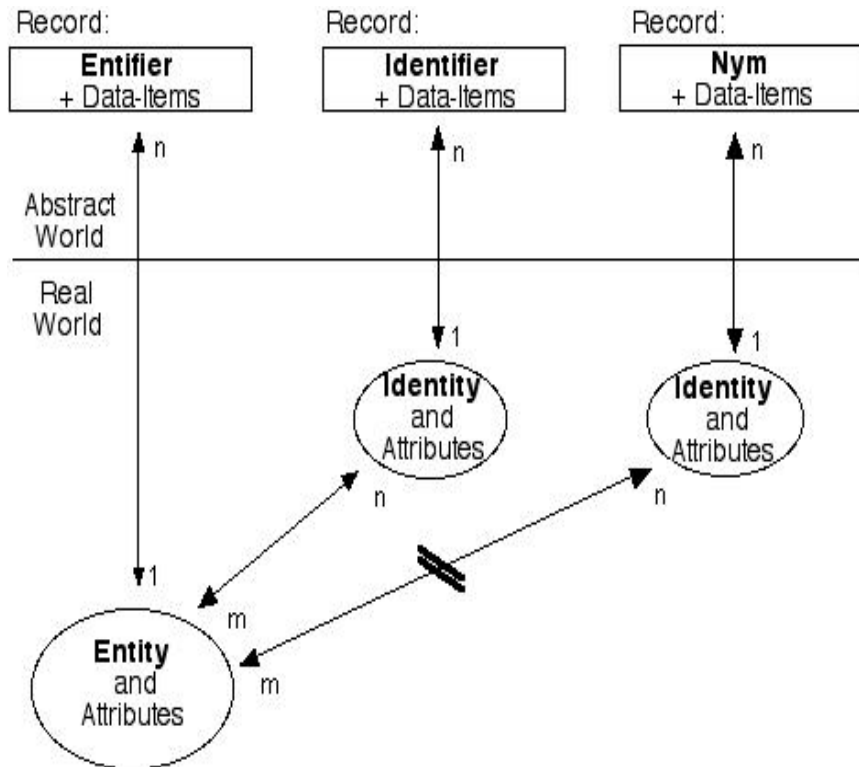 Record:
Record:
Record:
Entifier
+ Data-Items
Identifier
+ Data-Items
Nym
+ Data-Items
n
n
n
Abstract
World
Real
World
1
1
Identity
and
Attributes
Identity
and
Attributes
n
n
1
m
m
Entity
and
Attributes